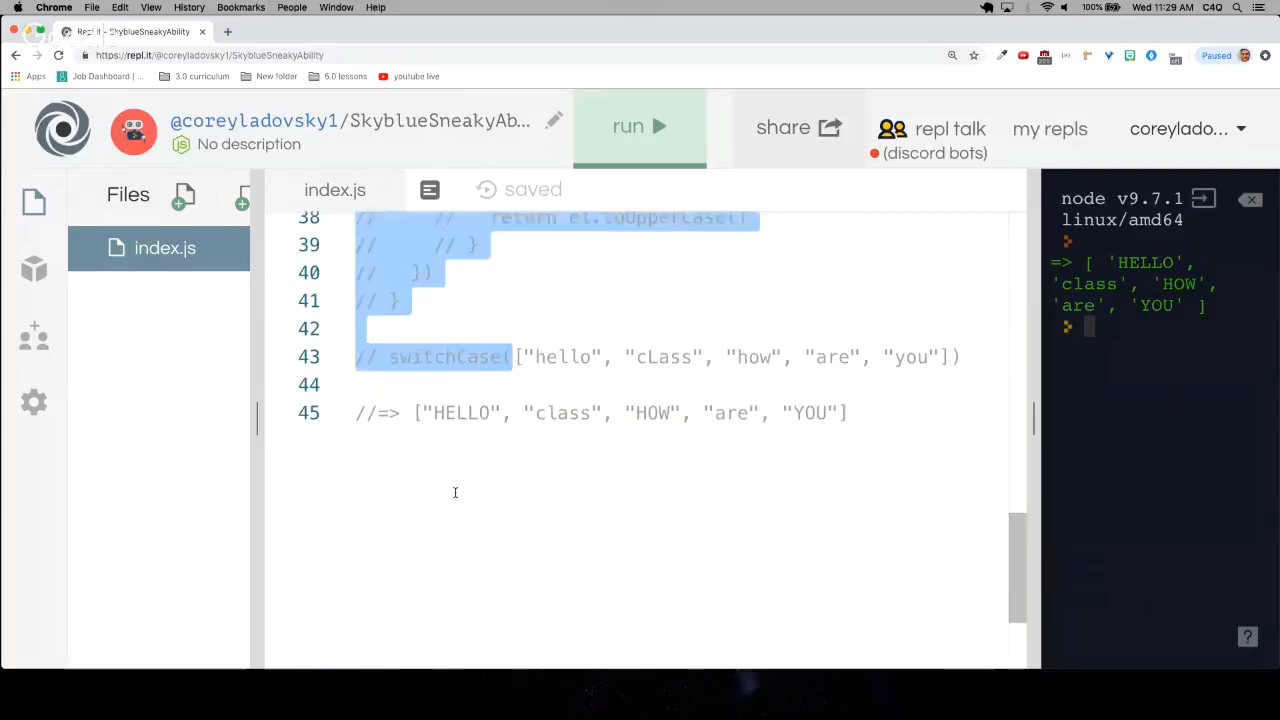 Chrome File Edit View History Bookmarks People Window Help 100% Wed 11:29 AM C4Q
Repl.it - SkyblueSneakyAbility
https://repl.it/@coreyladovsky1/SkyblueSneakyAbility
Paused
Apps Job Dashboard | ... 3.0 curriculum New folder 5.0 lessons youtube live
@coreyladovsky1/SkyblueSneakyAb...
No description
run
share
repl talk
(discord bots)
my repls
coreylado...
Files
index.js
index.js
saved
38 // // return el.toUpperCase()
39 // // }
40 // })
41 // }
42
43 // switchCase(["hello", "cLass", "how", "are", "you"])
44
45 //=> ["HELLO", "class", "HOW", "are", "YOU"]
node v9.7.1
linux/amd64
=> [ 'HELLO',
'class', 'HOW',
'are', 'YOU' ]
?